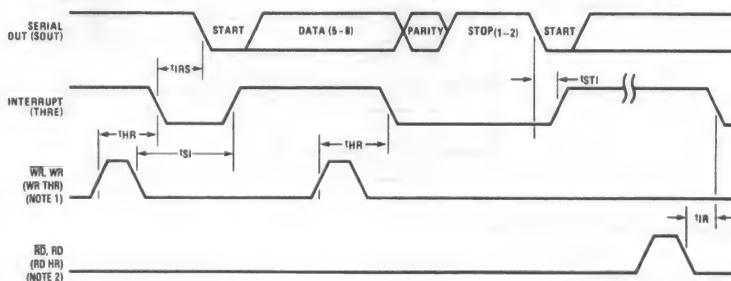 SERIAL
OUT (SOUT)
START
DATA (5-8)
PARITY
STOP(1-2)
START
tIRS
tSTI
INTERRUPT
(THRE)
tHR
tSI
tHR
WR, WR
(WR THR)
(NOTE 1)
tIR
RD, RD
(RD HR)
(NOTE 2)